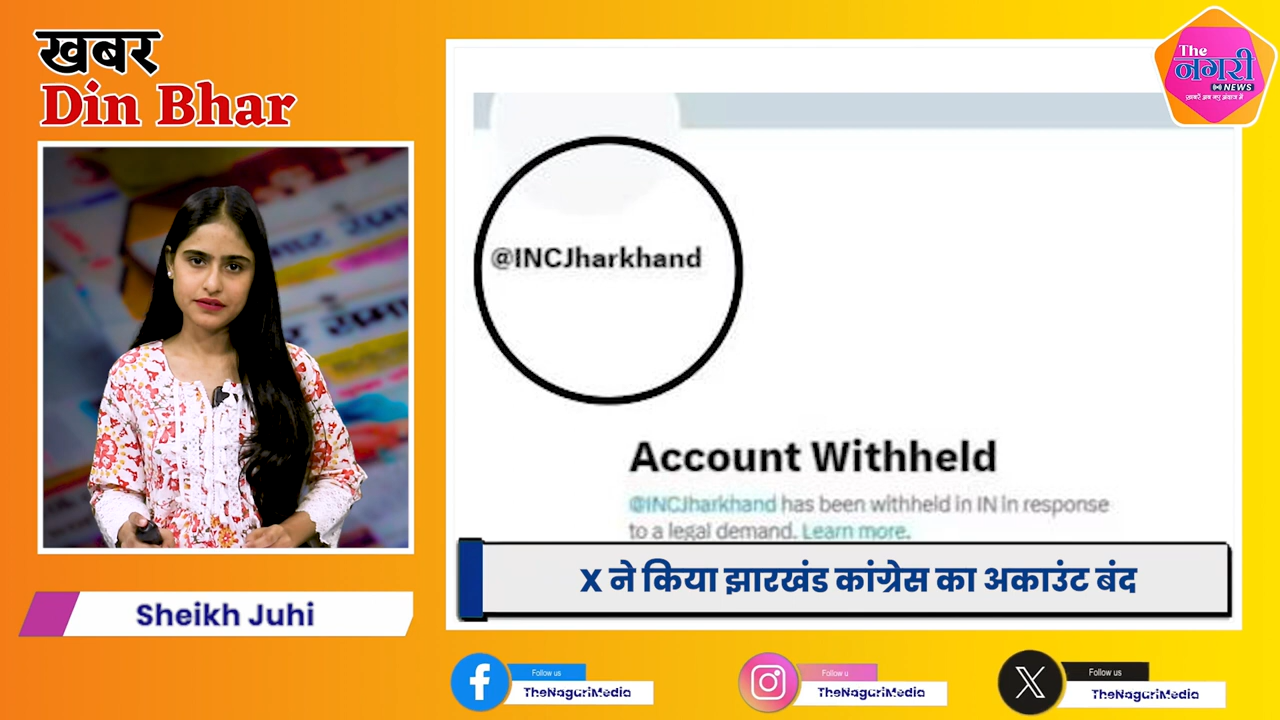 खबर
Din Bhar
The
नगरी
NEWS
@INCJharkhand
Account Withheld
@INCJharkhand has been withheld in IN in response
to a legal demand. Learn more.
X ने किया झारखंड कांग्रेस का अकाउंट बंद
Sheikh Juhi
Follow us
TheNagariMedia
Follow u
TheNagariMedia
Follow us
TheNagariMedia